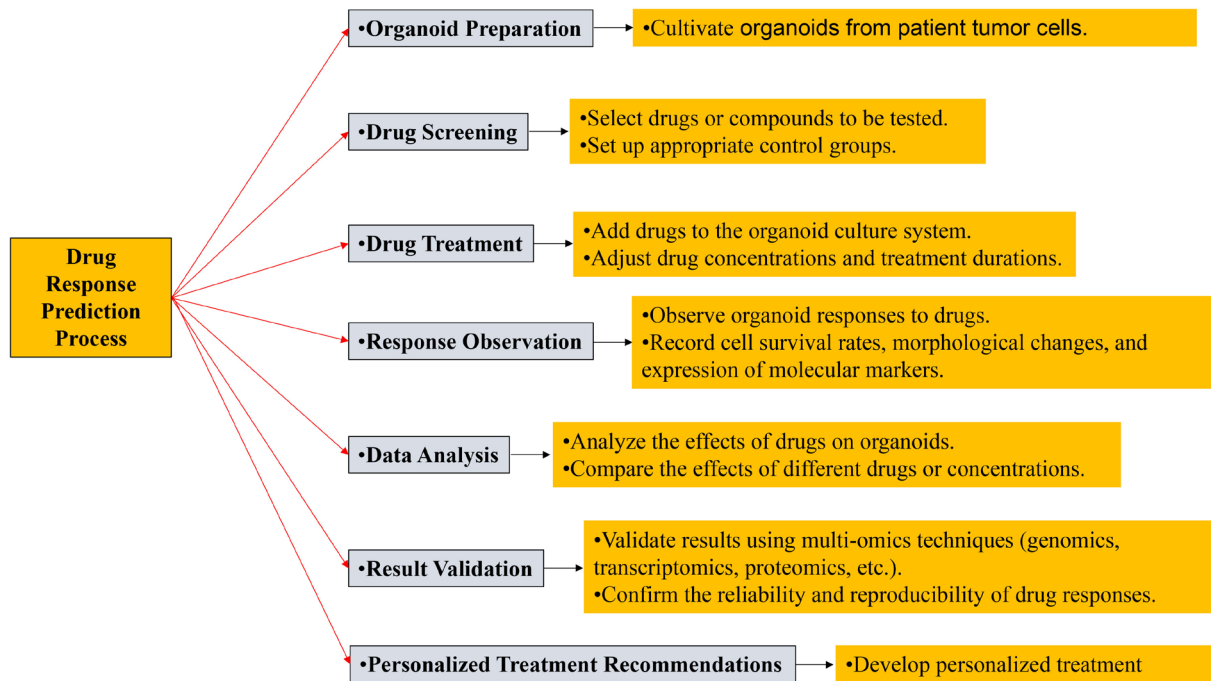 •Organoid Preparation
•Cultivate organoids from patient tumor cells.
•Drug Screening
•Select drugs or compounds to be tested.
•Set up appropriate control groups.
•Drug Treatment
•Add drugs to the organoid culture system.
•Adjust drug concentrations and treatment durations.
Drug
Response
Prediction
Process
•Response Observation
•Observe organoid responses to drugs.
•Record cell survival rates, morphological changes, and
expression of molecular markers.
•Data Analysis
•Analyze the effects of drugs on organoids.
•Compare the effects of different drugs or concentrations.
•Result Validation
•Validate results using multi-omics techniques (genomics,
transcriptomics, proteomics, etc.).
•Confirm the reliability and reproducibility of drug responses.
•Personalized Treatment Recommendations
•Develop personalized treatment